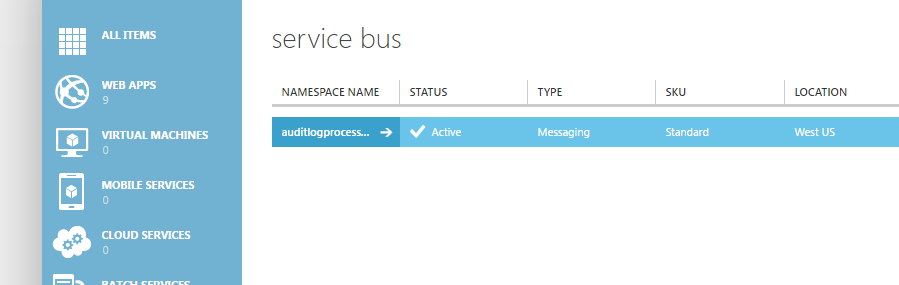 ALL ITEMS
WEB APPS
9
VIRTUAL MACHINES
0
MOBILE SERVICES
0
CLOUD SERVICES
0
BATCH SERVICES
service bus
NAMESPACE NAME STATUS TYPE SKU LOCATION
auditlogprocess... Active Messaging Standard West US